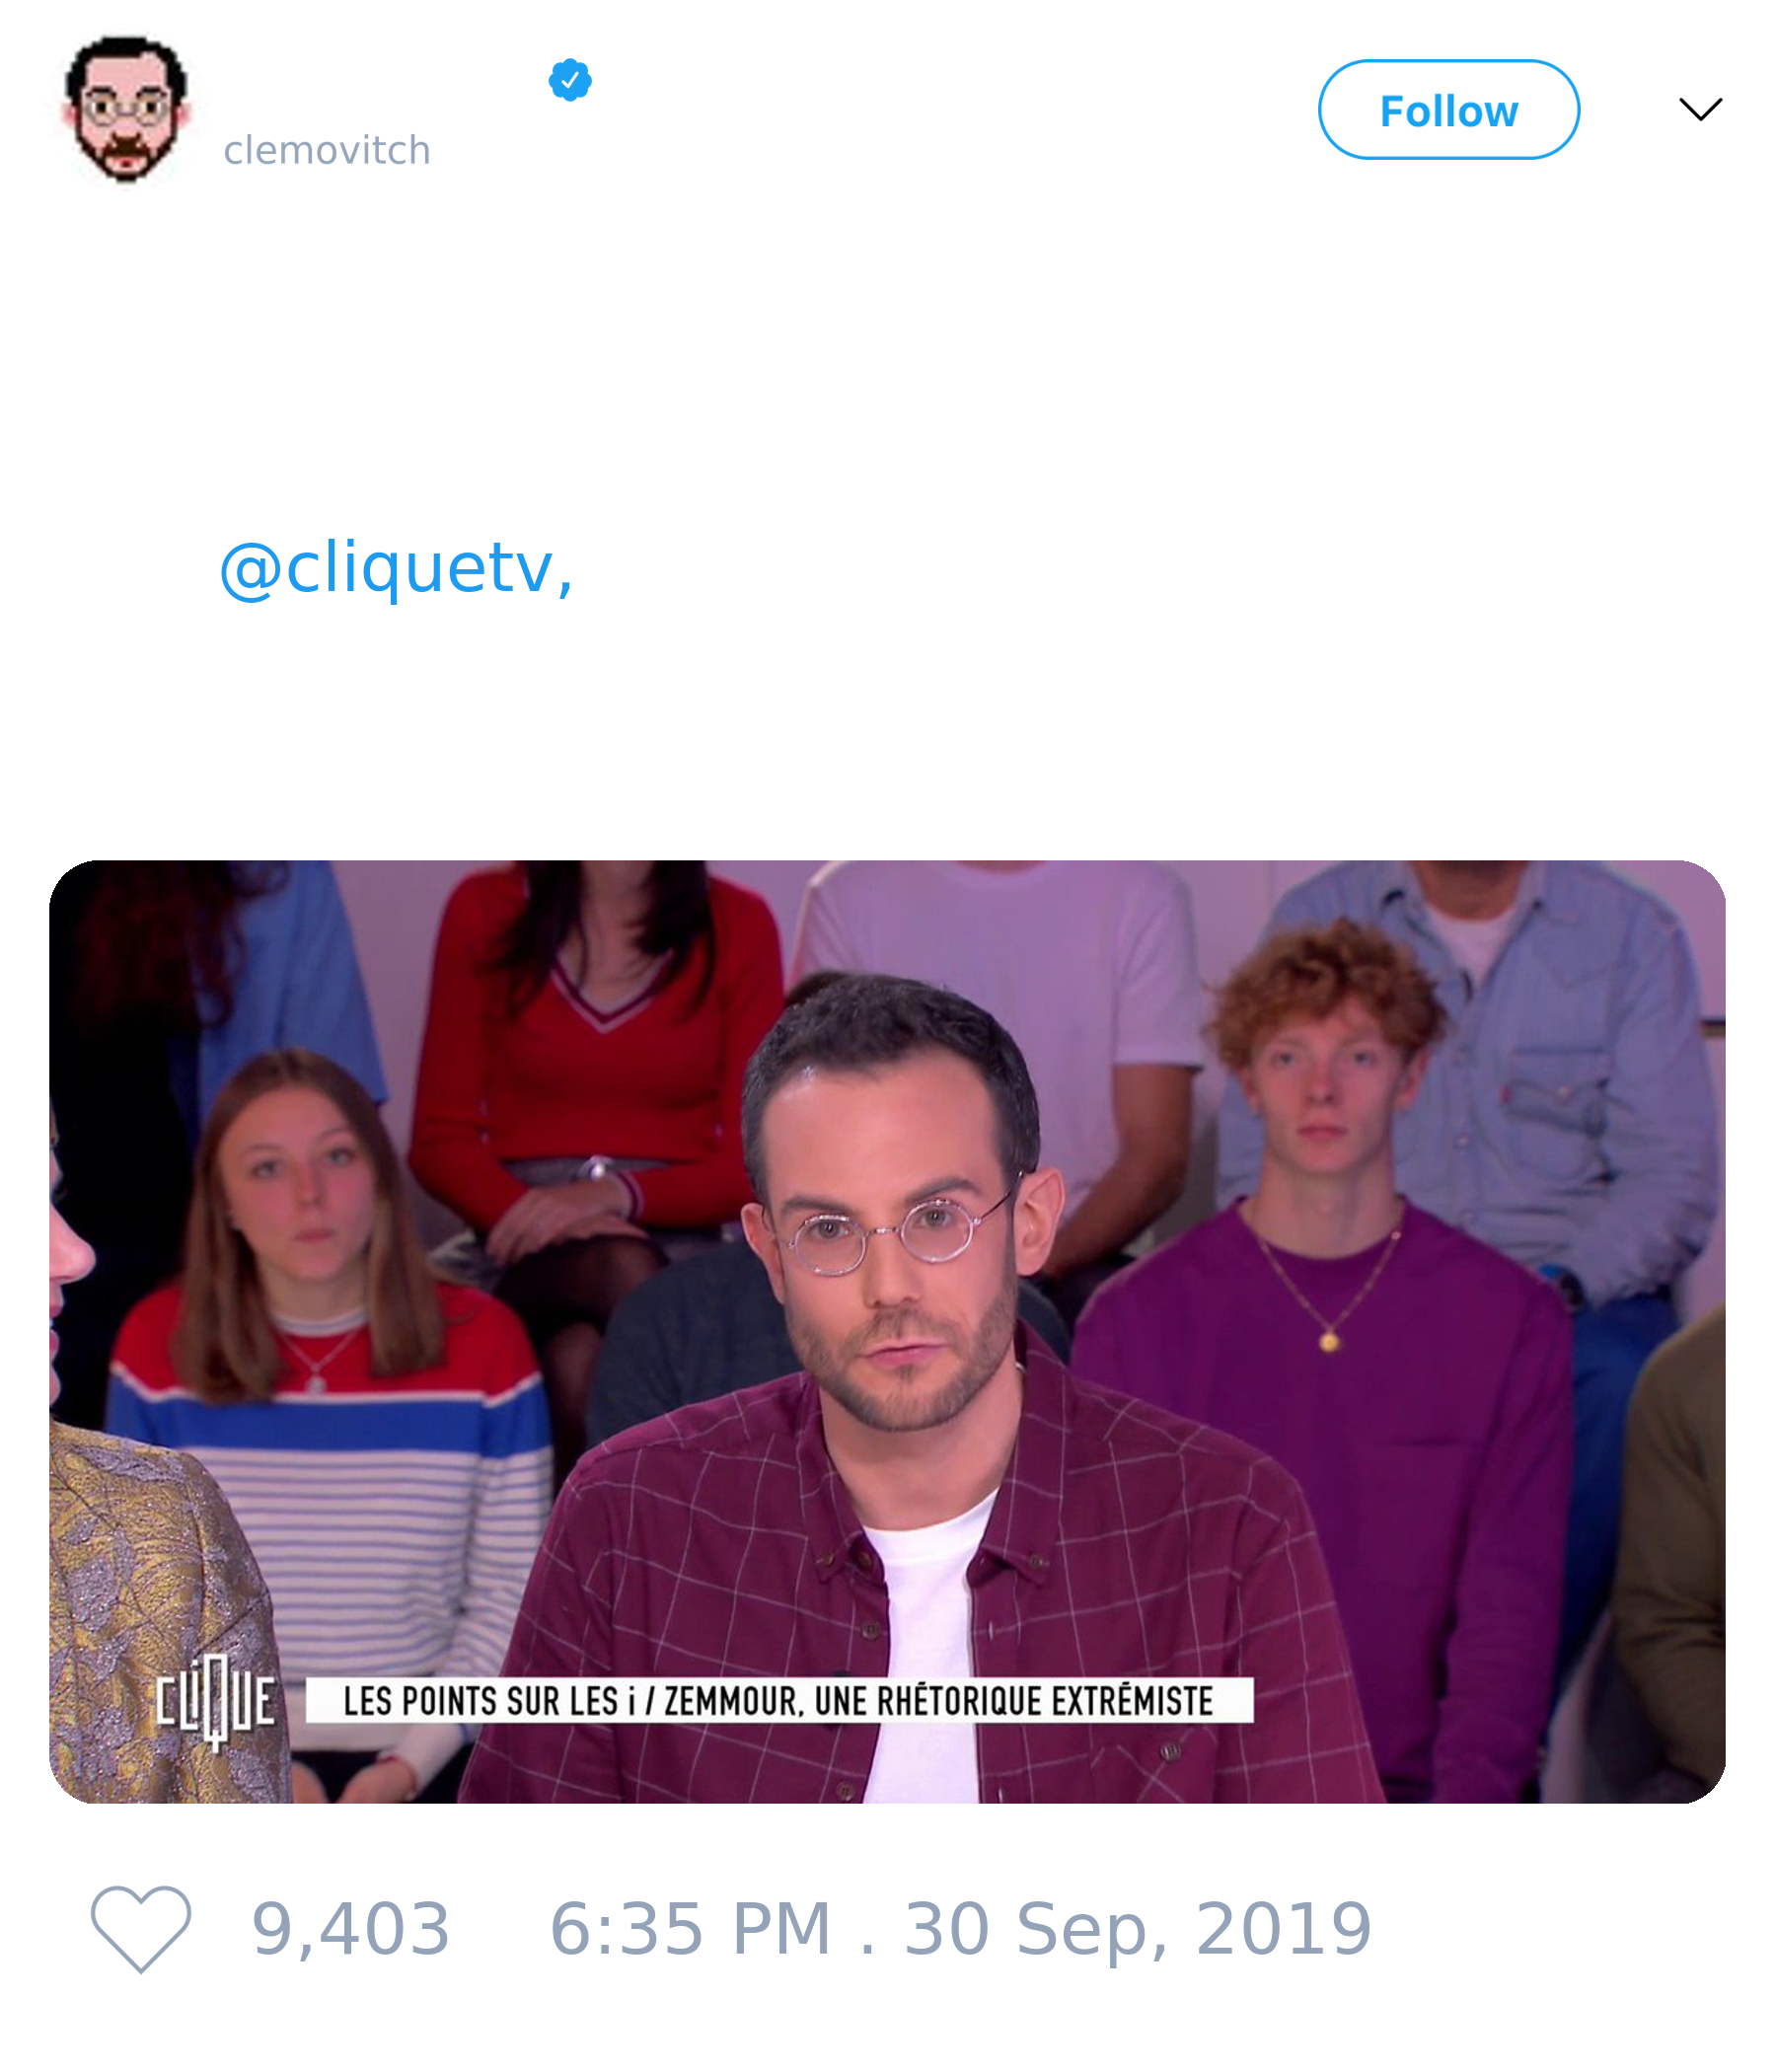 clemovitch
Follow
@cliquetv,
CLIQUE
LES POINTS SUR LES i / ZEMMOUR, UNE RHÉTORIQUE EXTRÉMISTE
9,403
6:35 PM . 30 Sep, 2019